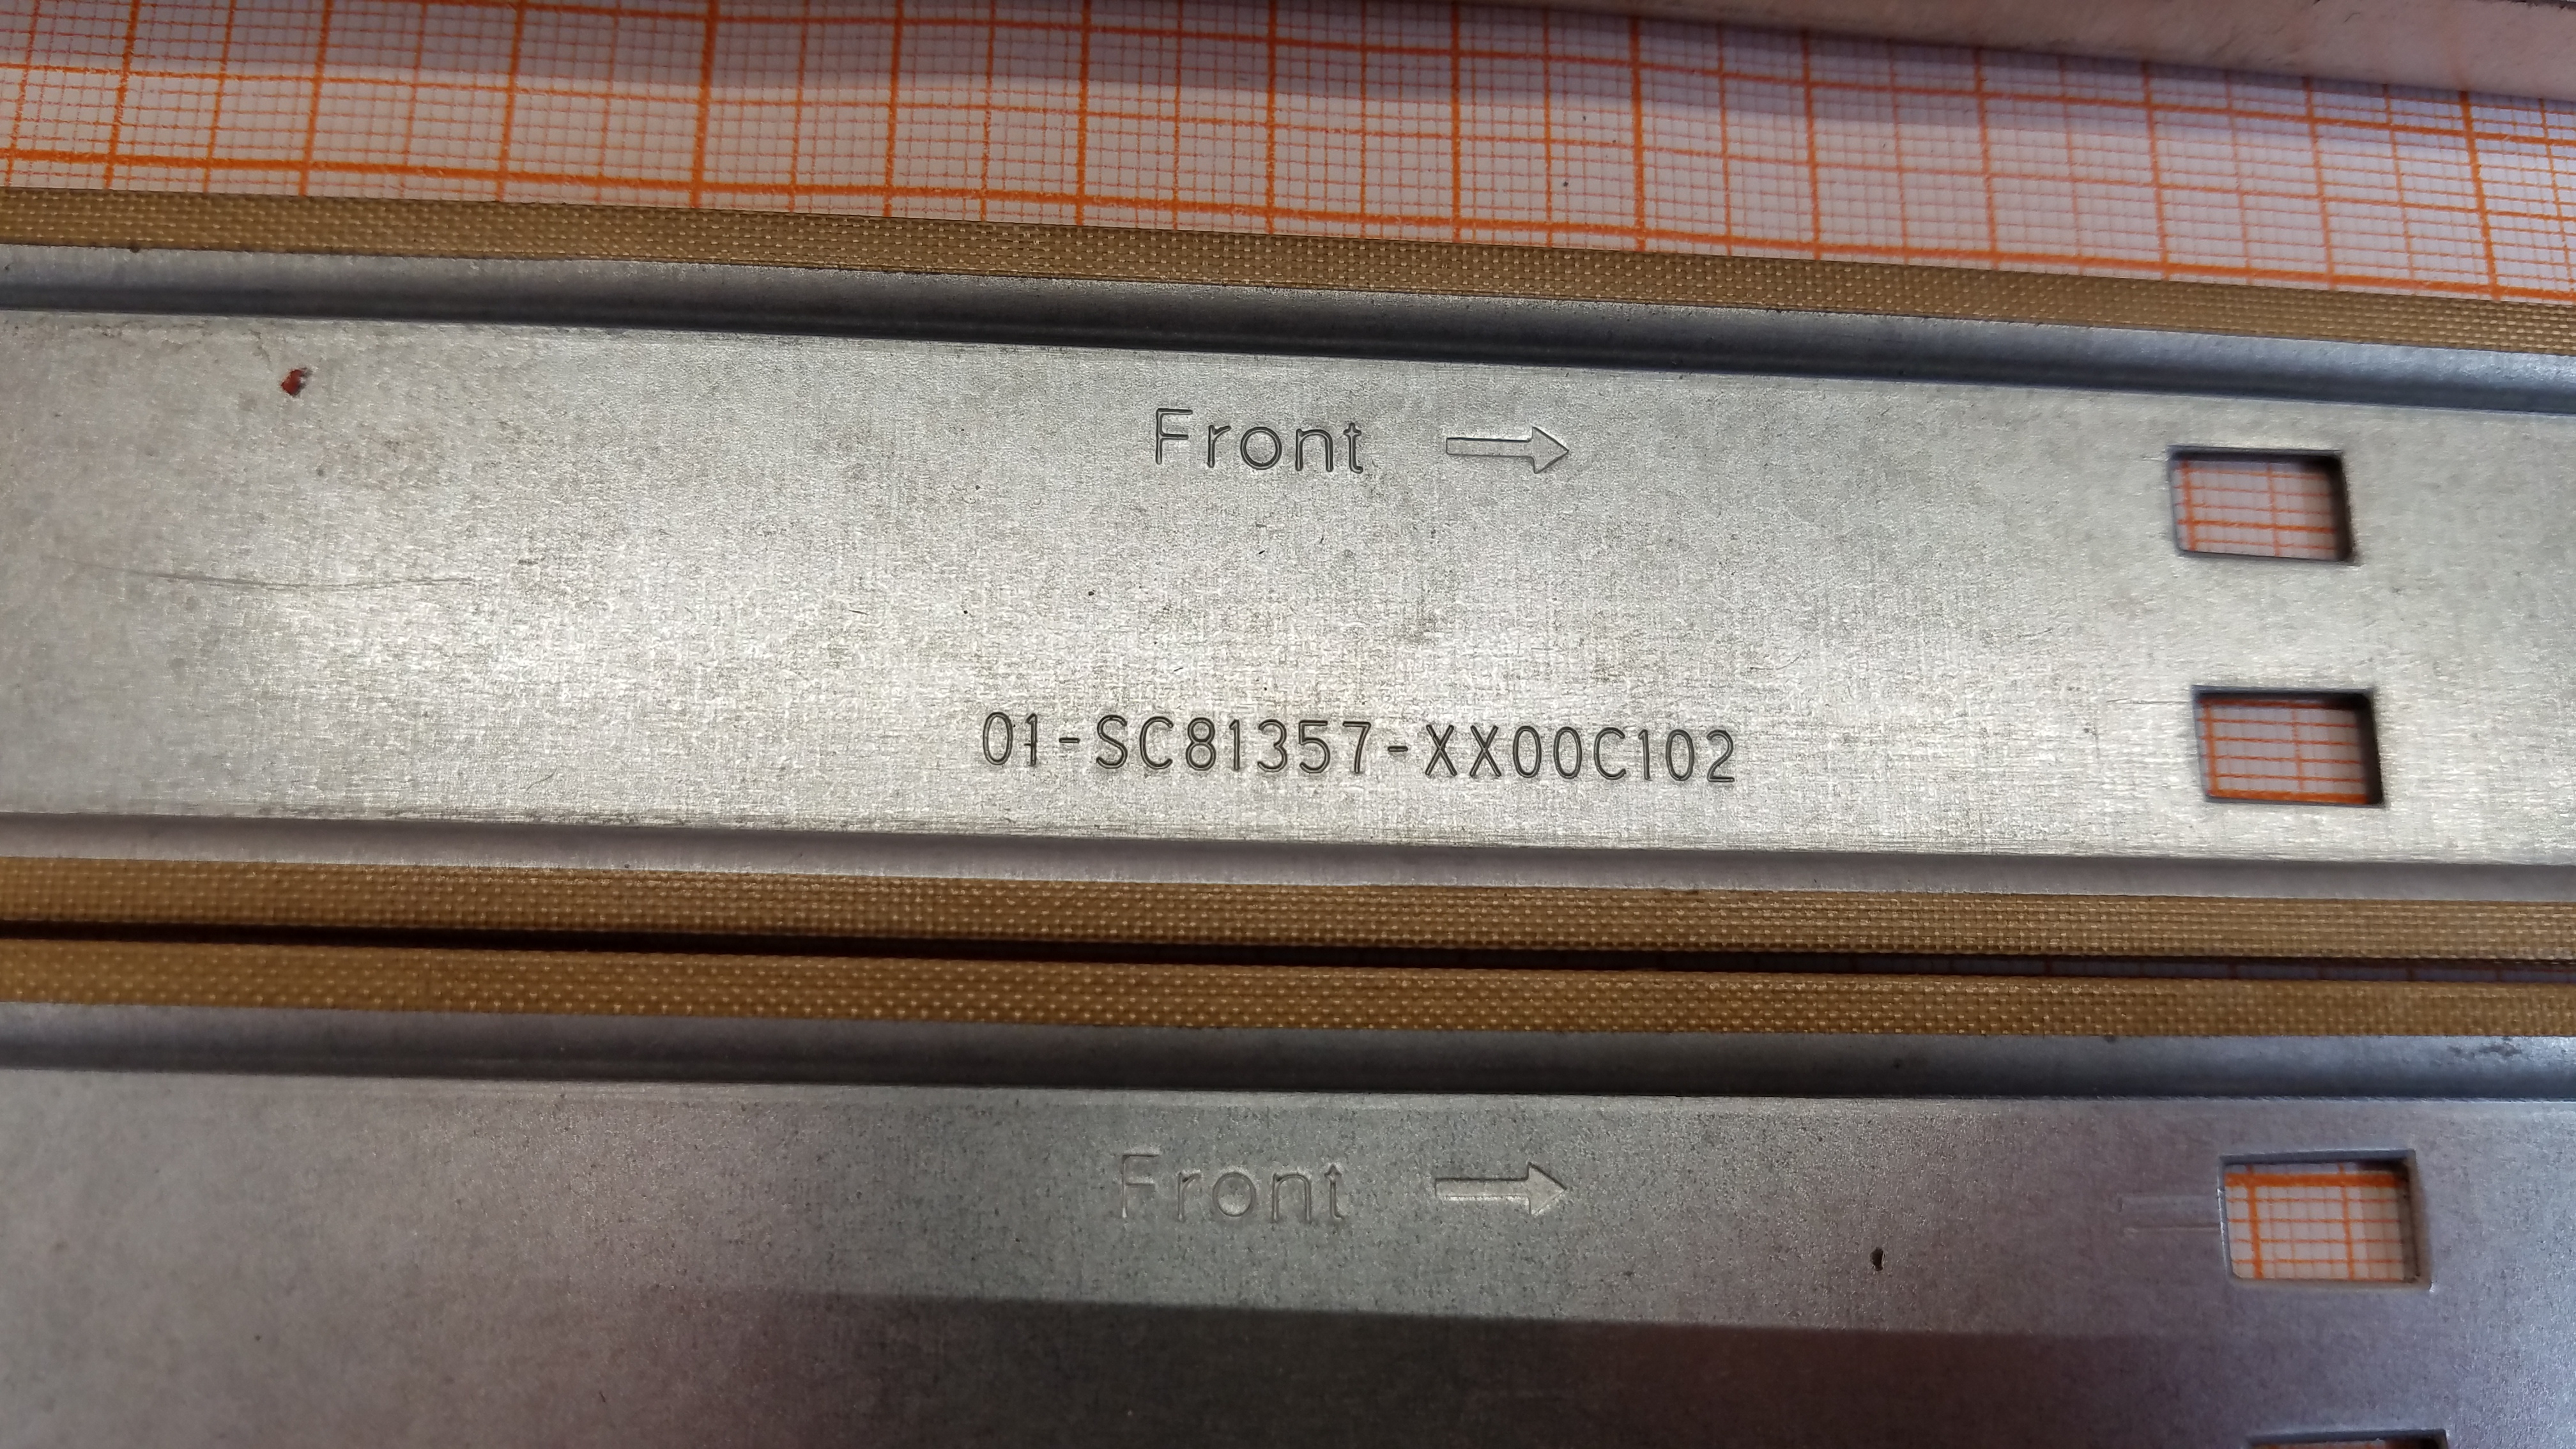 Front →
01-SC81357-XX00C102
Front →